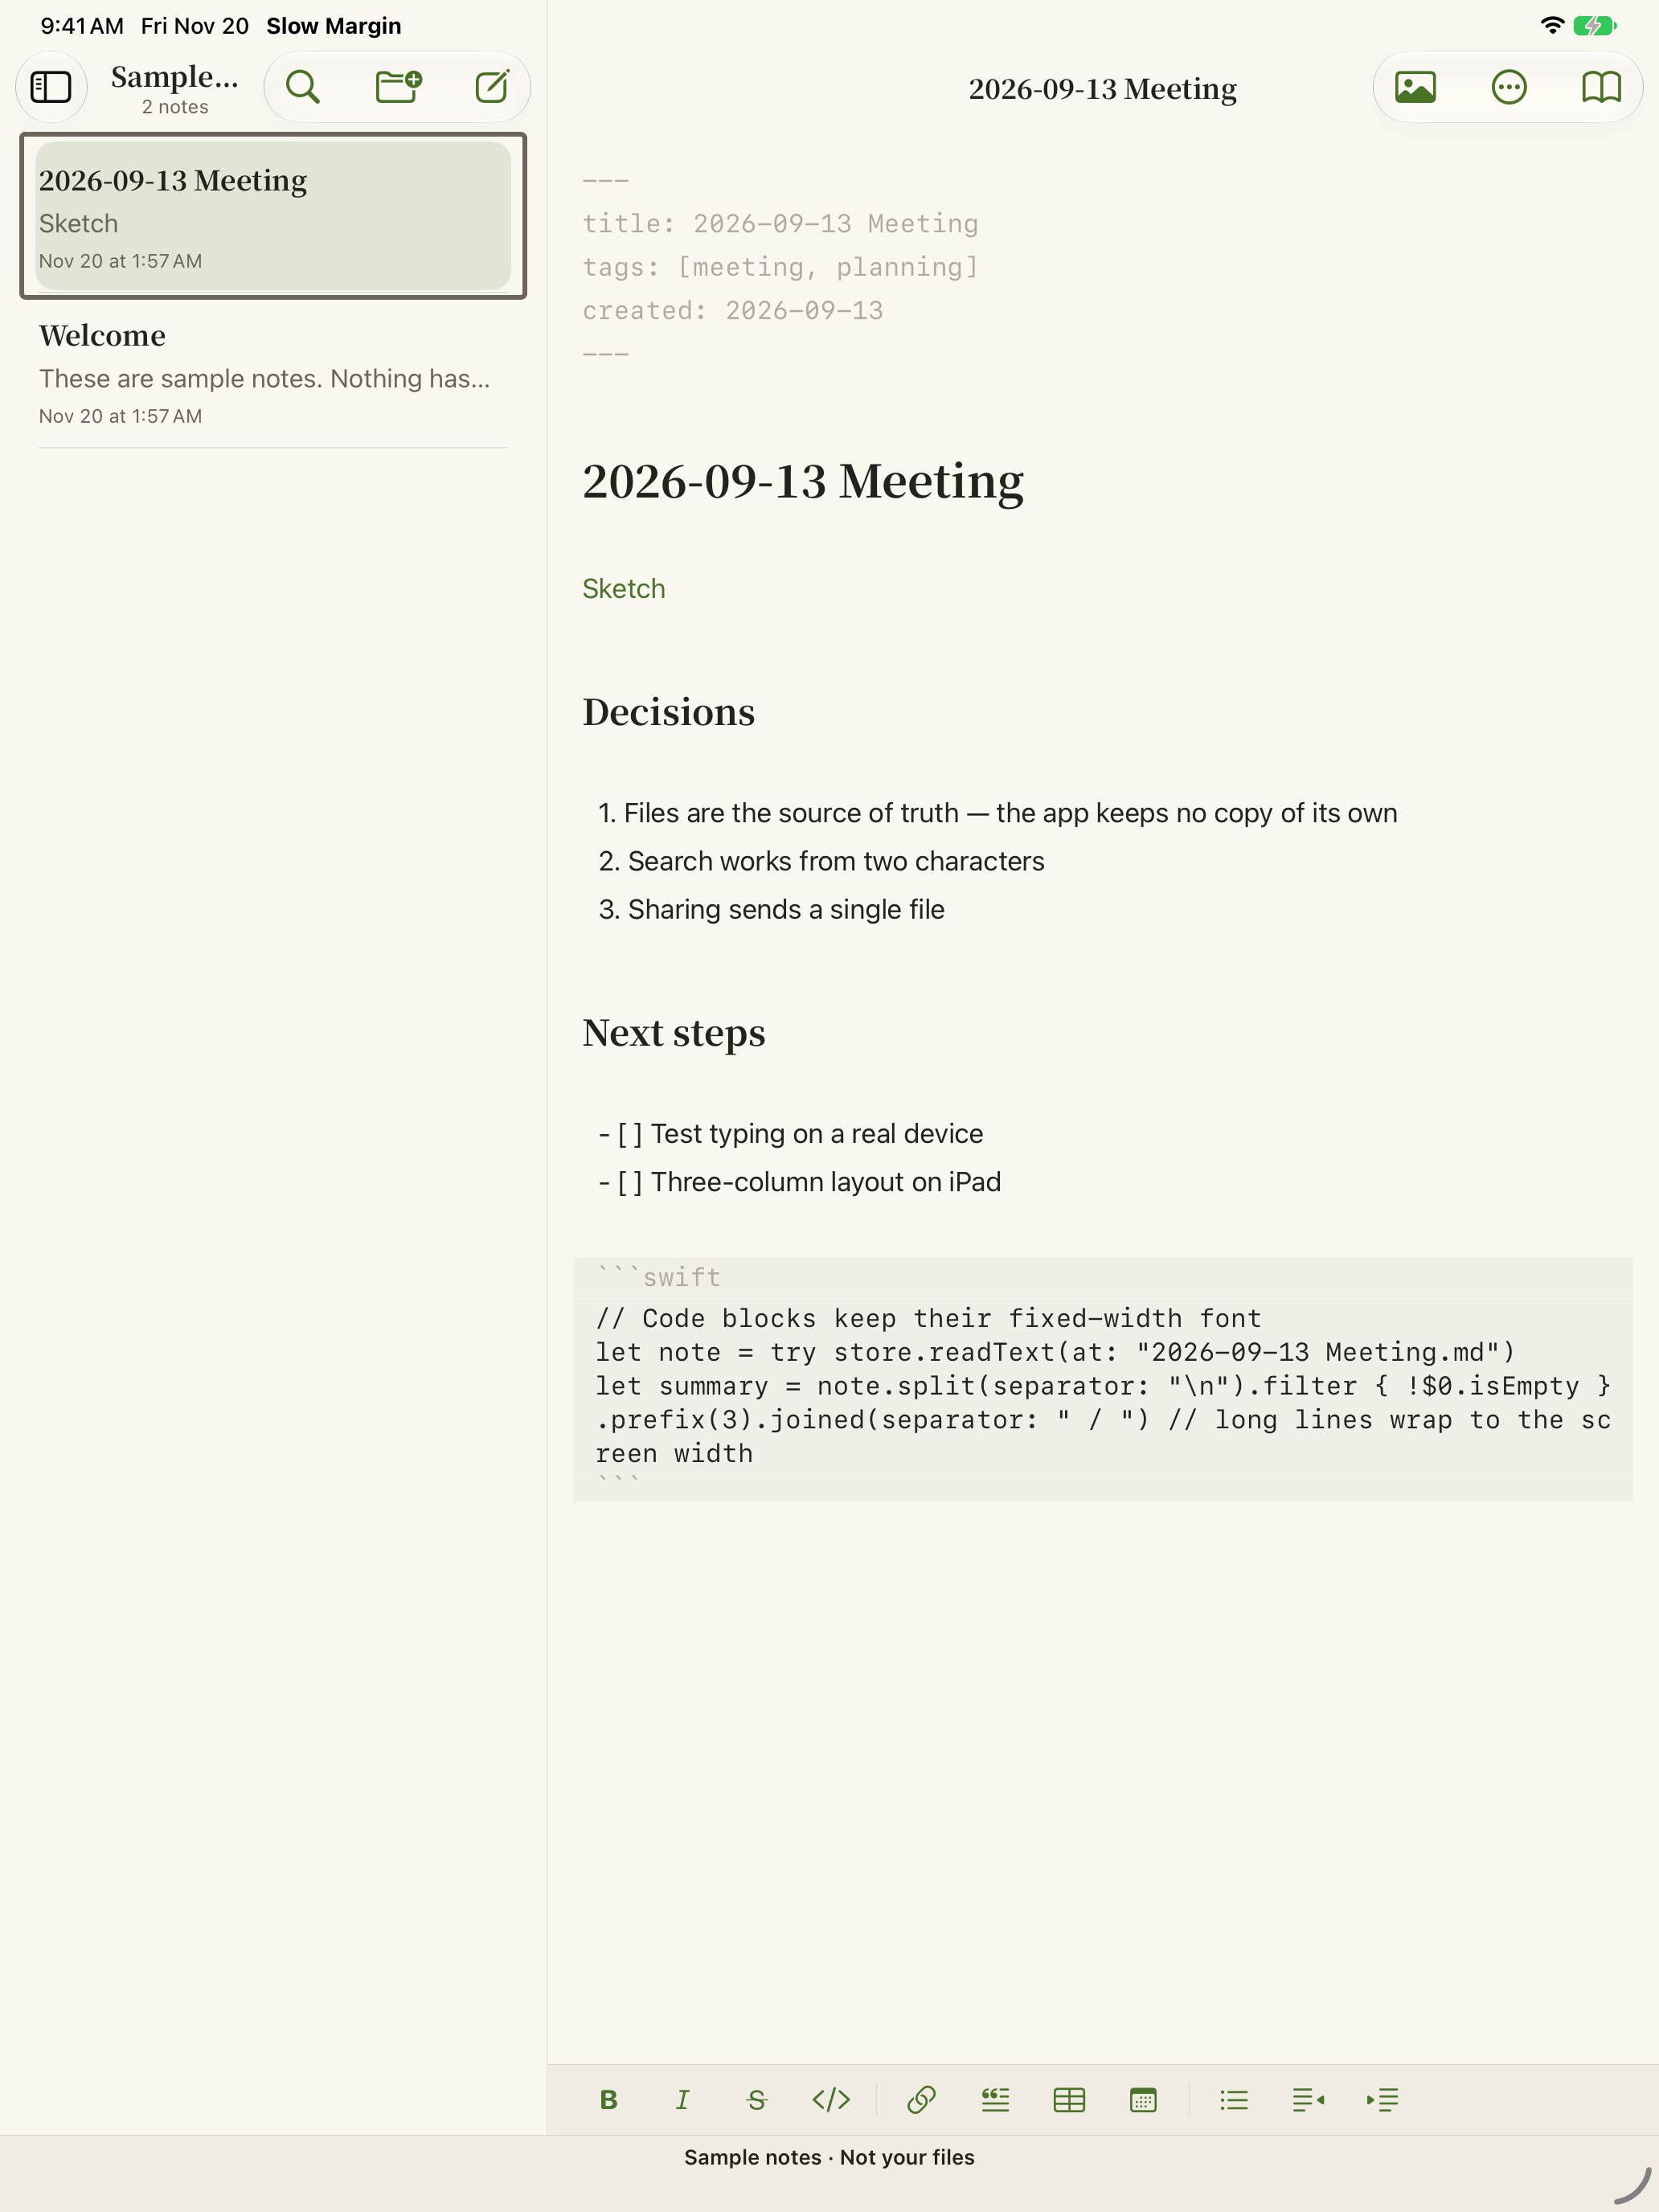 9:41 AM Fri Nov 20 Slow Margin
Sample...
2 notes
2026-09-13 Meeting
Sketch
Nov 20 at 1:57 AM
Welcome
These are sample notes. Nothing has...
Nov 20 at 1:57 AM
2026-09-13 Meeting
---
title: 2026-09-13 Meeting
tags: [meeting, planning]
created: 2026-09-13
---
2026-09-13 Meeting
Sketch
Decisions
1. Files are the source of truth — the app keeps no copy of its own
2. Search works from two characters
3. Sharing sends a single file
Next steps
- [ ] Test typing on a real device
- [ ] Three-column layout on iPad
```swift
// Code blocks keep their fixed-width font
let note = try store.readText(at: "2026-09-13 Meeting.md")
let summary = note.split(separator: "\n").filter { !$0.isEmpty }
.prefix(3).joined(separator: " / ") // long lines wrap to the sc
reen width
```
B I S </>
Sample notes · Not your files